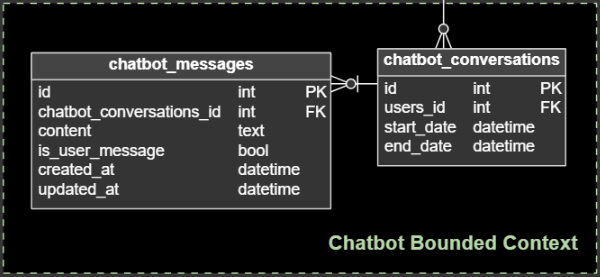 chatbot_messages
id int PK
chatbot_conversations_id int FK
content text
is_user_message bool
created_at datetime
updated_at datetime
chatbot_conversations
id int PK
users_id int FK
start_date datetime
end_date datetime
Chatbot Bounded Context